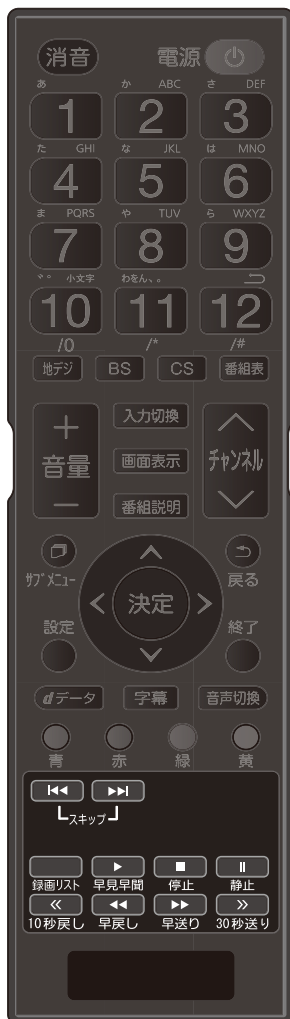 消音 電源
あ か ABC さ DEF
1 2 3
た GHI な JKL は MNO
4 5 6
ま PQRS や TUV ら WXYZ
7 8 9
゛゜ 小文字 わをん、。
10 11 12
/0 /* /#
地デジ BS CS 番組表
入力切換
音量 画面表示 チャンネル
番組説明
サブメニュー 戻る
決定
設定 終了
dデータ 字幕 音声切換
青 赤 緑 黄
スキップ
録画リスト 早見早聞 停止 静止
10秒戻し 早戻し 早送り 30秒送り